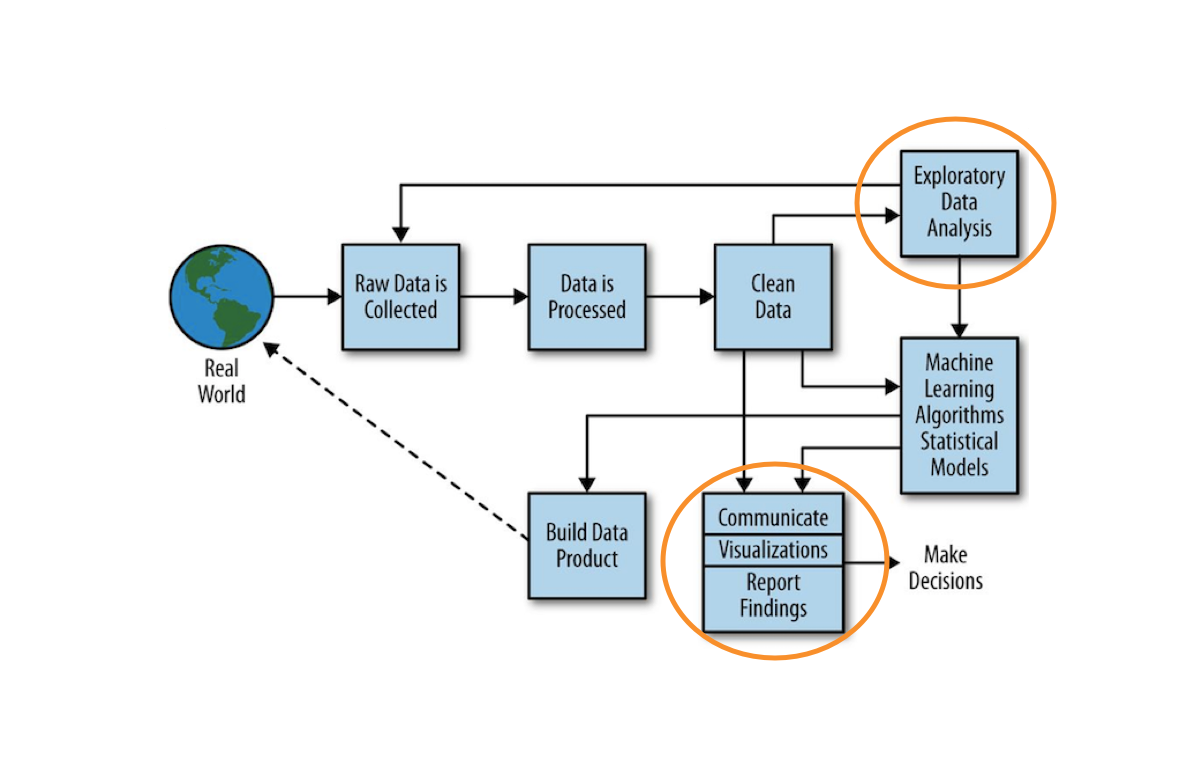 Exploratory
Data
Analysis
Raw Data is
Collected
Data is
Processed
Clean
Data
Real
World
Machine
Learning
Algorithms
Statistical
Models
Build Data
Product
Communicate
Visualizations
Report
Findings
Make
Decisions